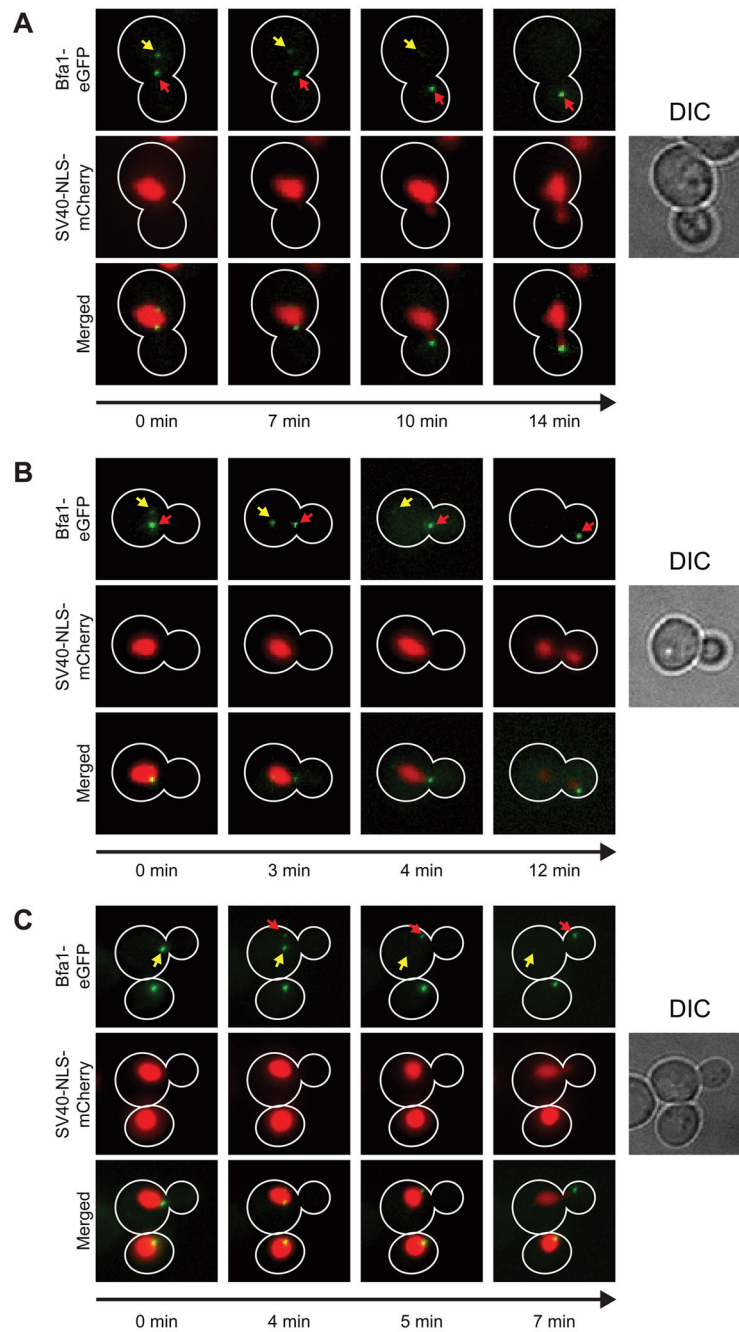 A
Bfa1-
eGFP
SV40-NLS-
mCherry
Merged
DIC
0 min
7 min
10 min
14 min
B
Bfa1-
eGFP
SV40-NLS-
mCherry
Merged
DIC
0 min
3 min
4 min
12 min
C
Bfa1-
eGFP
SV40-NLS-
mCherry
Merged
DIC
0 min
4 min
5 min
7 min